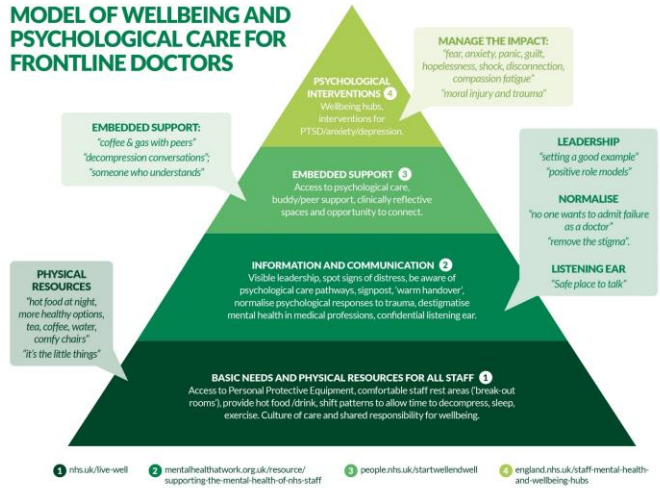 MODEL OF WELLBEING AND
PSYCHOLOGICAL CARE FOR
FRONTLINE DOCTORS
MANAGE THE IMPACT:
"fear, anxiety, panic, guilt,
hopelessness, shock, disconnection,
compassion fatigue"
"moral injury and trauma"
PSYCHOLOGICAL
INTERVENTIONS 4
Wellbeing hubs,
interventions for
PTSD/anxiety/depression.
EMBEDDED SUPPORT:
"coffee & gas with peers"
"decompression conversations";
"someone who understands"
EMBEDDED SUPPORT 3
Access to psychological care,
buddy/peer support, clinically reflective
spaces and opportunity to connect.
LEADERSHIP
"setting a good example"
"positive role models"
NORMALISE
"no one wants to admit failure
as a doctor"
"remove the stigma".
LISTENING EAR
"Safe place to talk"
INFORMATION AND COMMUNICATION 2
Visible leadership, spot signs of distress, be aware of
psychological care pathways, signpost, 'warm handover',
normalise psychological responses to trauma, destigmatise
mental health in medical professions, confidential listening ear.
PHYSICAL
RESOURCES
"hot food at night,
more healthy options,
tea, coffee, water,
comfy chairs"
"it's the little things"
BASIC NEEDS AND PHYSICAL RESOURCES FOR ALL STAFF 1
Access to Personal Protective Equipment, comfortable staff rest areas ('break-out
rooms'), provide hot food /drink, shift patterns to allow time to decompress, sleep,
exercise. Culture of care and shared responsibility for wellbeing.
1 nhs.uk/live-well
2 mentalhealthatwork.org.uk/resource/
supporting-the-mental-health-of-nhs-staff
3 people.nhs.uk/startwellendwell
4 england.nhs.uk/staff-mental-health-
and-wellbeing-hubs